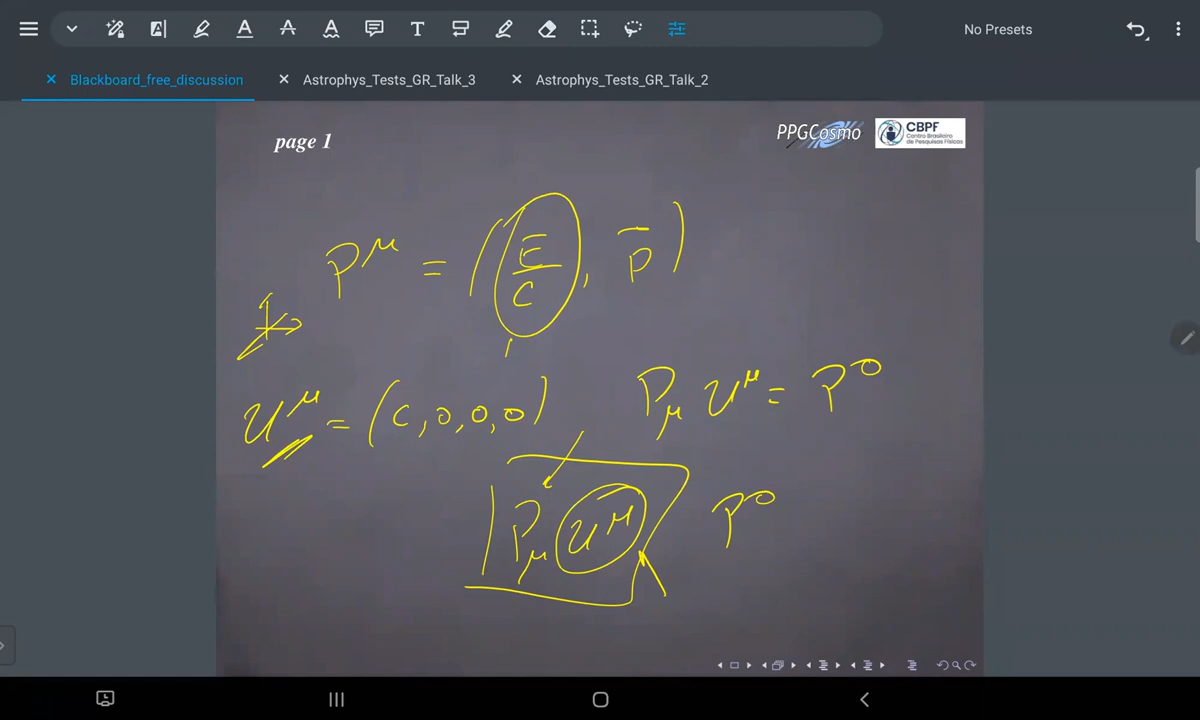 No Presets
Blackboard_free_discussion
Astrophys_Tests_GR_Talk_3
Astrophys_Tests_GR_Talk_2
page 1
PPGCosmo
CBPF
Centro Brasileiro
de Pesquisas Físicas
P^μ = (E/C, p̄)
u^μ = (c, 0, 0, 0)
P_μ u^μ = P^0
P_μ u^μ
P^0